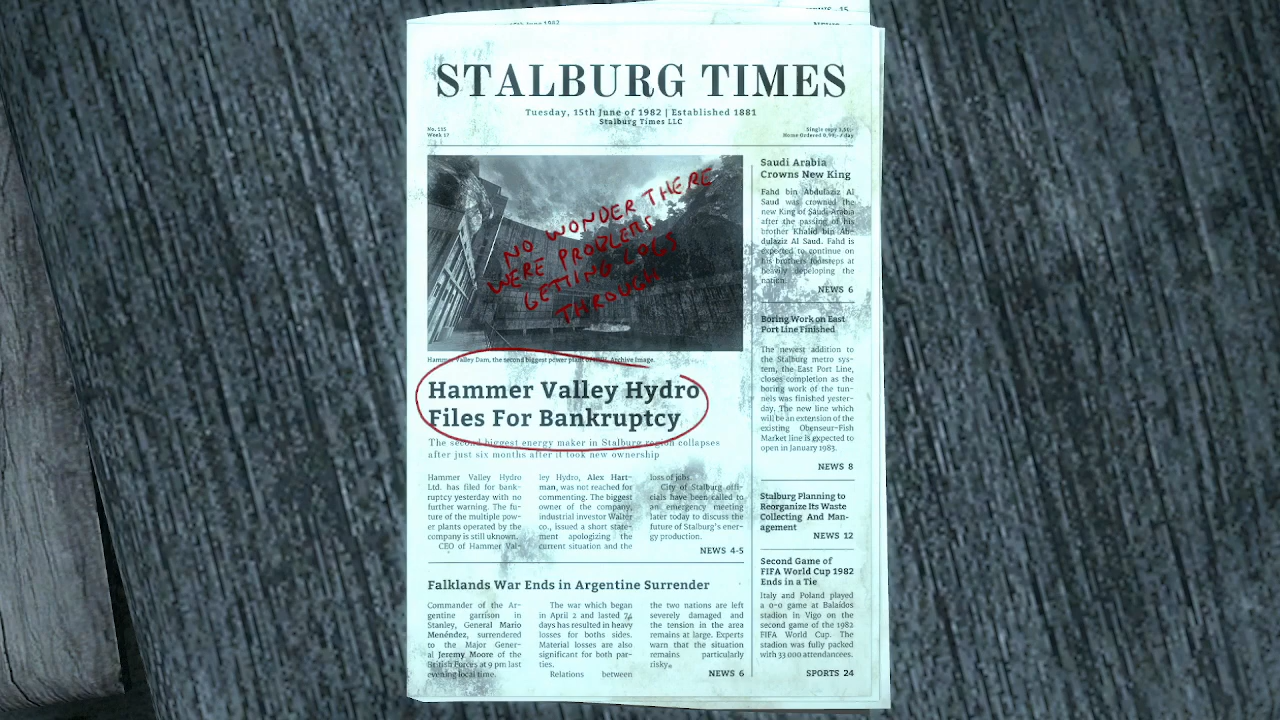 15th June 1982
NEWS 15
NEWS
STALBURG TIMES
Tuesday, 15th June of 1982 | Established 1881
Stalburg Times LLC
No. 115
Week 17
Single copy
Home Ordered
/day
NO WONDER THERE
WERE PROBLEMS
GETTING LOGS
THROUGH
Hammer Valley Dam, the second biggest power plant of Archive Image.
Hammer Valley Hydro
Files For Bankruptcy
The second biggest energy maker in Stalburg region collapses
after just six months after it took new ownership
Hammer Valley Hydro
Ltd. has filed for bank-
ruptcy yesterday with no
further warning. The fu-
ture of the multiple pow-
er plants operated by the
company is still uknown.
CEO of Hammer Val-
ley Hydro, Alex Hart-
man, was not reached for
commenting. The biggest
owner of the company,
industrial investor Walter
co., issued a short state-
ment apologizing the
current situation and the
loss of jobs.
City of Stalburg offi-
cials have been called to
an emergency meeting
later today to discuss the
future of Stalburg's ener-
gy production.
NEWS 4-5
Falklands War Ends in Argentine Surrender
Commander of the Ar-
gentine garrison in
Stanley, General Mario
Menéndez, surrendered
to the Major Gener-
al Jeremy Moore of the
British Forces at 9 pm last
evening local time.
The war which began
in April 2 and lasted 74
days has resulted in heavy
losses for boths sides.
Material losses are also
significant for both par-
ties.
Relations between
the two nations are left
severely damaged and
the tension in the area
remains at large. Experts
warn that the situation
remains particularly
risky.
NEWS 6
Saudi Arabia
Crowns New King
Fahd bin Abdulaziz Al
Saud was crowned the
new King of Saudi Arabia
after the passing of his
brother Khalid bin Ab-
dulaziz Al Saud. Fahd is
expected to continue on
his brothers footsteps at
heavily developing the
nation.
NEWS 6
Boring Work on East
Port Line Finished
The newest addition to
the Stalburg metro sys-
tem, the East Port Line,
closes completion as the
boring work of the tun-
nels was finished yester-
day. The new line which
will be an extension of the
existing Obenseur-Fish
Market line is expected to
open in January 1983.
NEWS 8
Stalburg Planning to
Reorganize Its Waste
Collecting And Man-
agement
NEWS 12
Second Game of
FIFA World Cup 1982
Ends in a Tie
Italy and Poland played
a 0-0 game at Balaídos
stadium in Vigo on the
second game of the 1982
FIFA World Cup. The
stadium was fully packed
with 33 000 attendances.
SPORTS 24